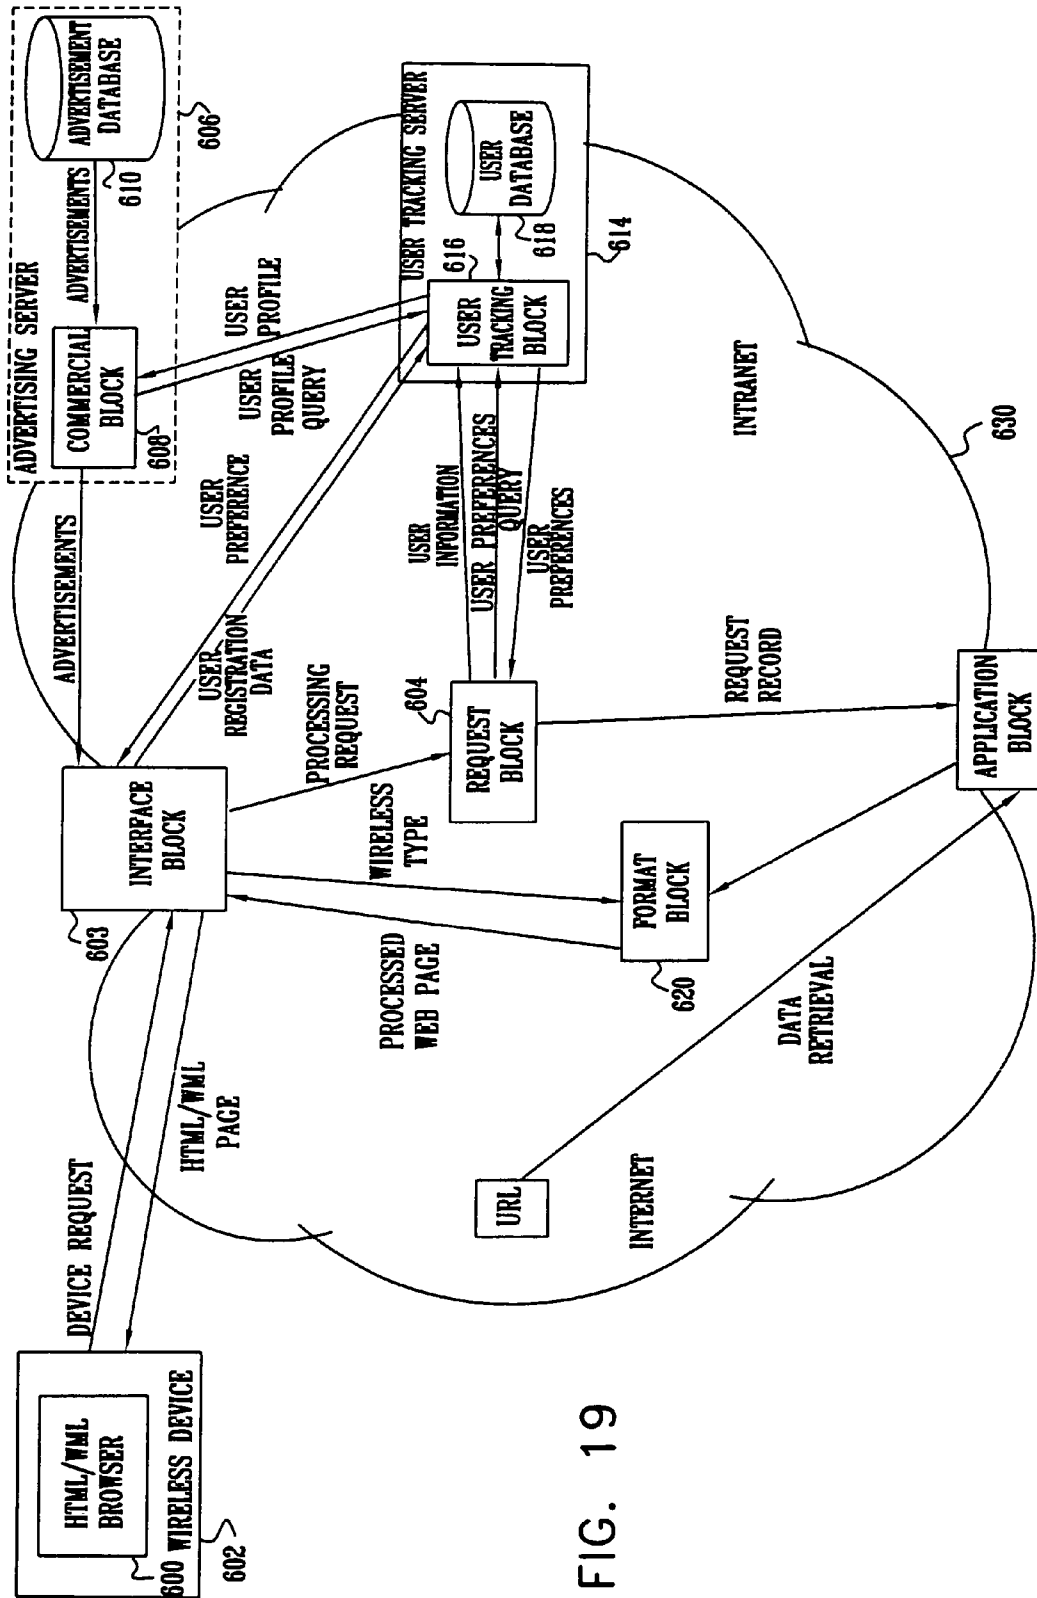 HTML/WML
BROWSER
600
WIRELESS DEVICE
602
DEVICE REQUEST
HTML/WML
PAGE
INTERFACE
BLOCK
603
ADVERTISEMENTS
ADVERTISING SERVER
COMMERCIAL
BLOCK
608
ADVERTISEMENTS
ADVERTISEMENT
DATABASE
610
606
USER
PROFILE
USER
PROFILE
QUERY
USER
PREFERENCE
USER
REGISTRATION
DATA
USER TRACKING SERVER
616
USER
TRACKING
BLOCK
USER
DATABASE
618
614
USER
INFORMATION
USER PREFERENCES
QUERY
USER
PREFERENCES
PROCESSING
REQUEST
604
REQUEST
BLOCK
WIRELESS
TYPE
PROCESSED
WEB PAGE
FORMAT
BLOCK
620
REQUEST
RECORD
APPLICATION
BLOCK
DATA
RETRIEVAL
URL
INTERNET
INTRANET
630
FIG. 19